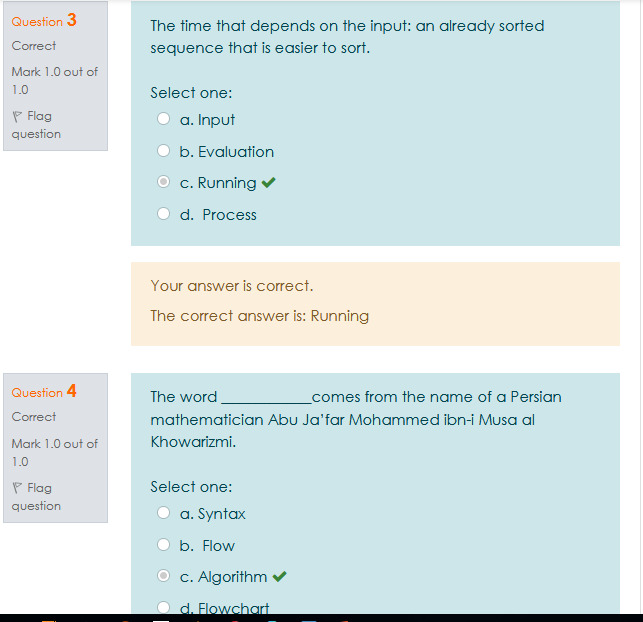 Question 3
Correct
Mark 1.0 out of
1.0
Flag
question
The time that depends on the input: an already sorted
sequence that is easier to sort.
Select one:
a. Input
b. Evaluation
c. Running
d. Process
Your answer is correct.
The correct answer is: Running
Question 4
Correct
Mark 1.0 out of
1.0
Flag
question
The word ____________comes from the name of a Persian
mathematician Abu Ja'far Mohammed ibn-i Musa al
Khowarizmi.
Select one:
a. Syntax
b. Flow
c. Algorithm
d. Flowchart